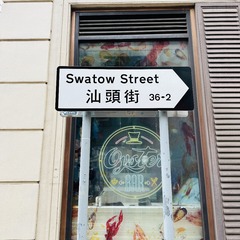 Swatow Street
汕頭街 36-2
Oyster
BAR